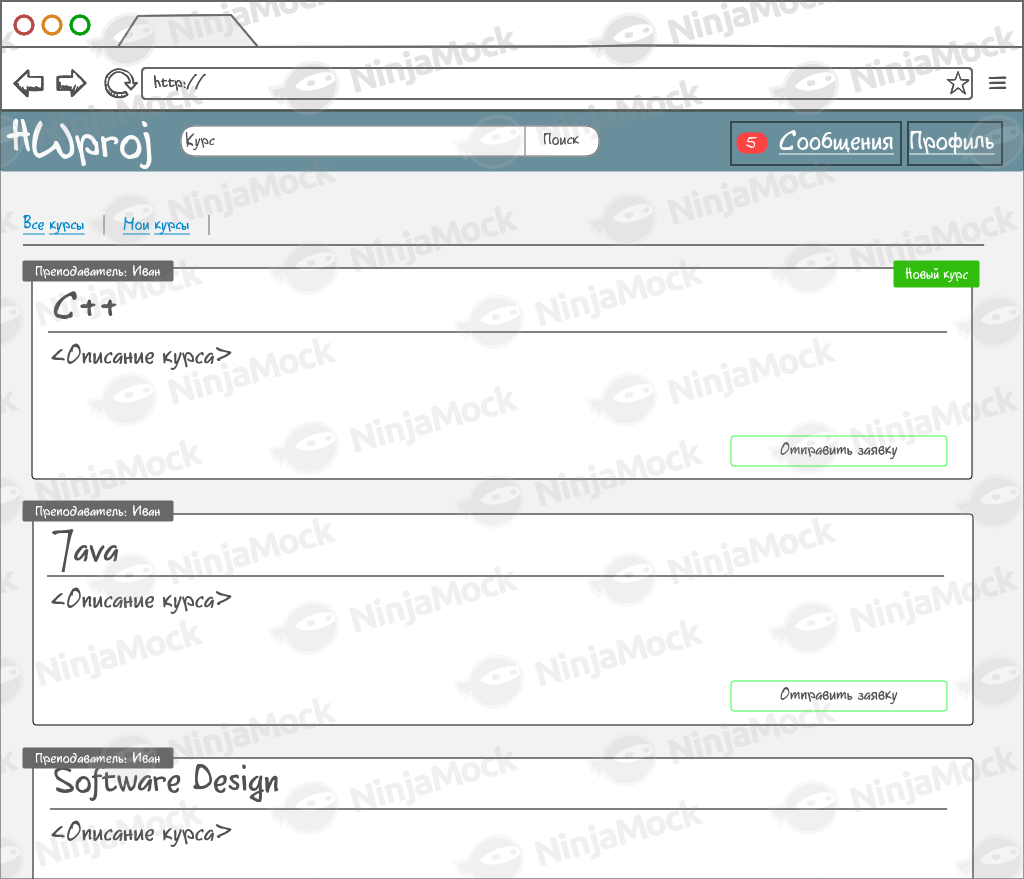 http://
HWproj
Курс
Поиск
5 Сообщения
Профиль
Все курсы | Мои курсы |
Преподаватель: Иван
Новый курс
C++
<Описание курса>
Отправить заявку
Преподаватель: Иван
Java
<Описание курса>
Отправить заявку
Преподаватель: Иван
Software Design
<Описание курса>
NinjaMock